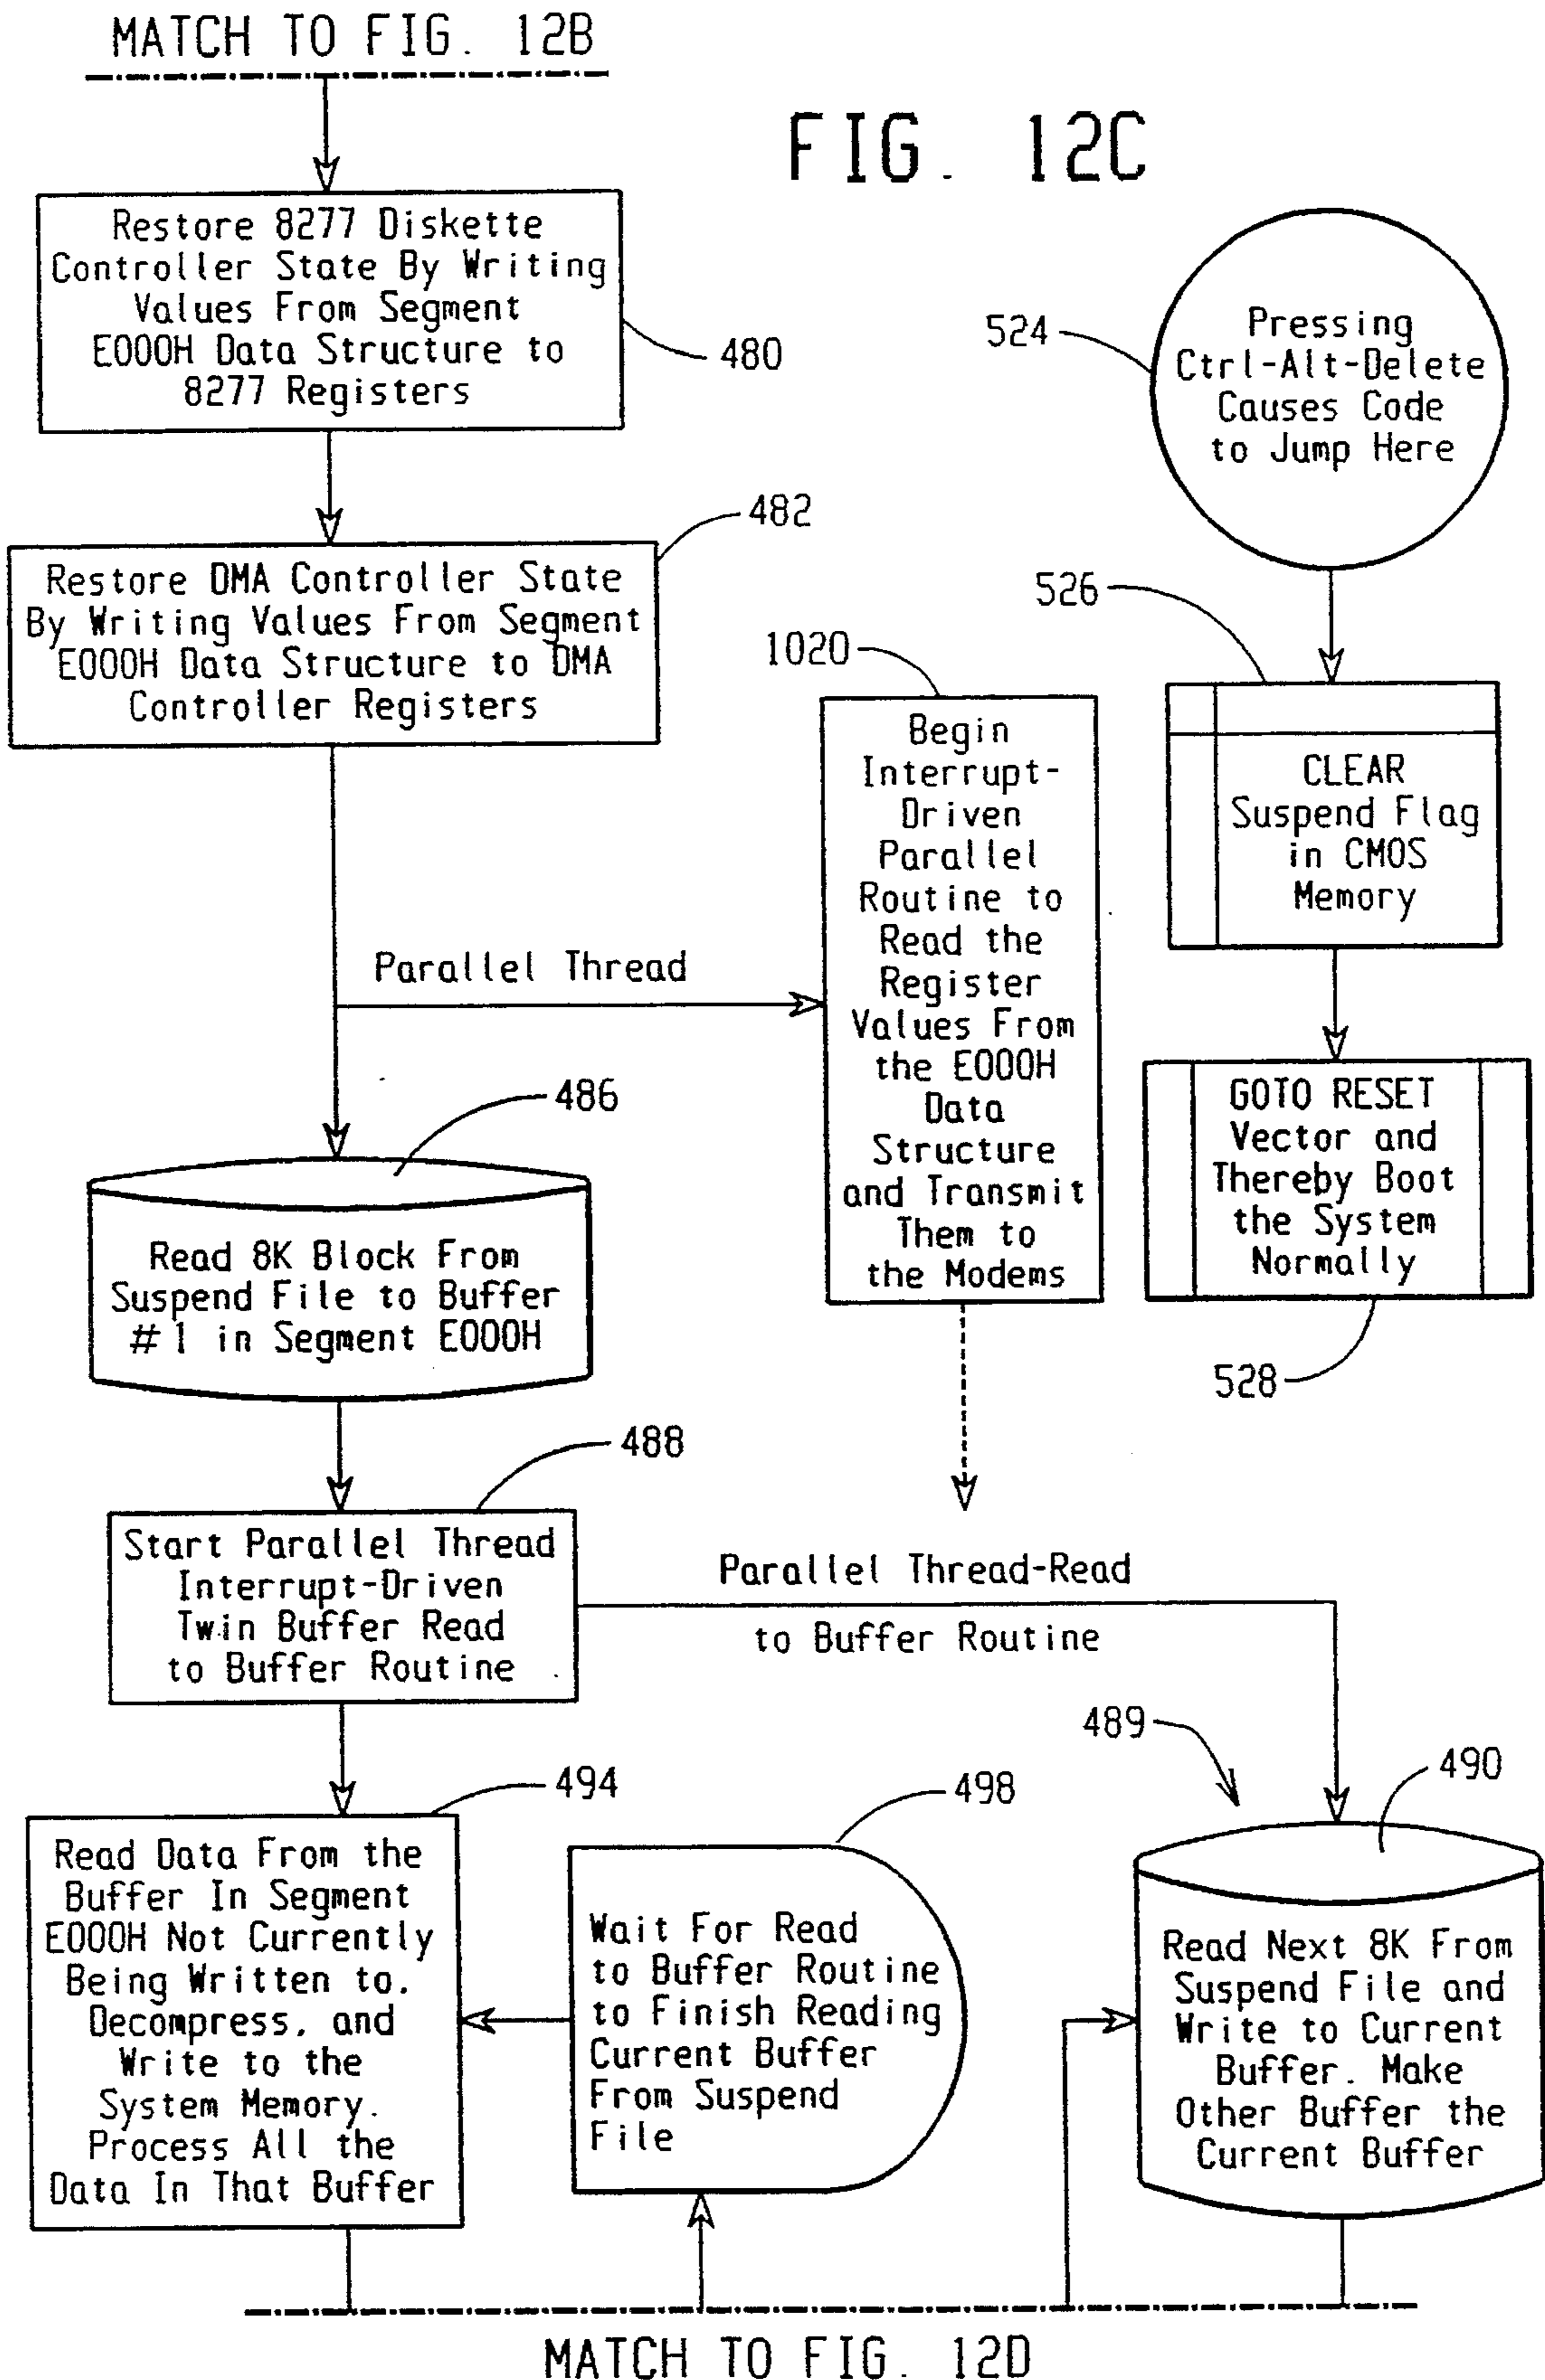 MATCH TO FIG. 12B
FIG. 12C
Restore 8277 Diskette
Controller State By Writing
Values From Segment
E000H Data Structure to
8277 Registers
480
524
Pressing
Ctrl-Alt-Delete
Causes Code
to Jump Here
482
Restore DMA Controller State
By Writing Values From Segment
E000H Data Structure to DMA
Controller Registers
526
CLEAR
Suspend Flag
in CMOS
Memory
1020
Begin
Interrupt-
Driven
Parallel
Routine to
Read the
Register
Values From
the E000H
Data
Structure
and Transmit
Them to
the Modems
Parallel Thread
GOTO RESET
Vector and
Thereby Boot
the System
Normally
528
486
Read 8K Block From
Suspend File to Buffer
#1 in Segment E000H
488
Start Parallel Thread
Interrupt-Driven
Twin Buffer Read
to Buffer Routine
Parallel Thread-Read
to Buffer Routine
489
490
494
Read Data From the
Buffer In Segment
E000H Not Currently
Being Written to.
Decompress, and
Write to the
System Memory.
Process All the
Data In That Buffer
498
Wait For Read
to Buffer Routine
to Finish Reading
Current Buffer
From Suspend
File
Read Next 8K From
Suspend File and
Write to Current
Buffer. Make
Other Buffer the
Current Buffer
MATCH TO FIG. 12D